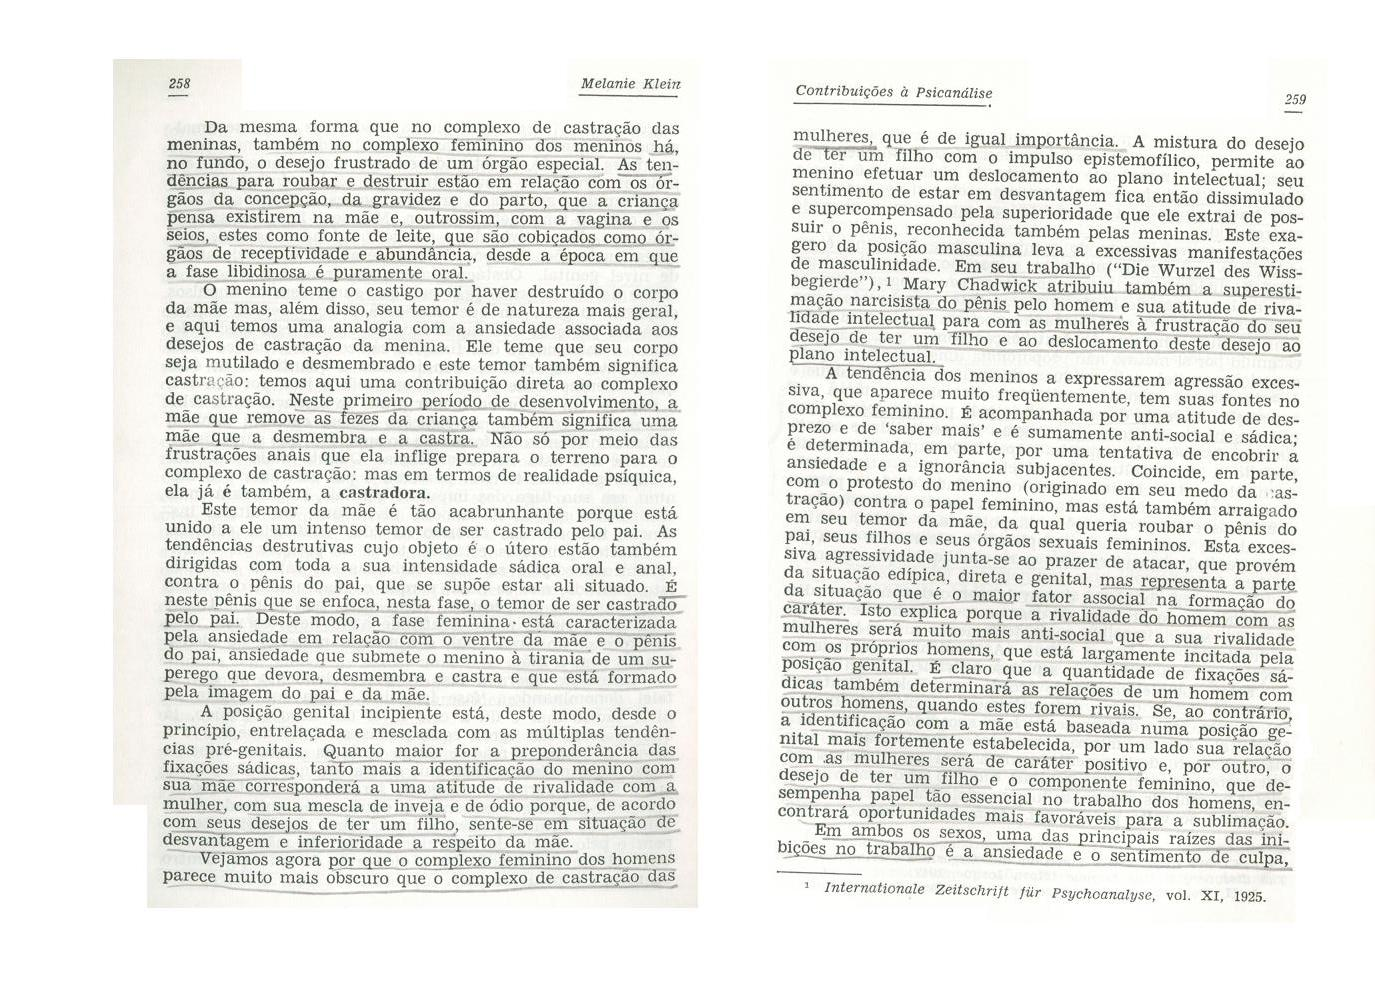 258
Melanie Klein
Da mesma forma que no complexo de castração das
meninas, também no complexo feminino dos meninos há,
no fundo, o desejo frustrado de um órgão especial. As ten-
dências para roubar e destruir estão em relação com os ór-
gãos da concepção, da gravidez e do parto, que a criança
pensa existirem na mãe e, outrossim, com a vagina e os
seios, estes como fonte de leite, que são cobiçados como ór-
gãos de receptividade e abundância, desde a época em que
a fase libidinosa é puramente oral.
O menino teme o castigo por haver destruído o corpo
da mãe mas, além disso, seu temor é de natureza mais geral,
e aqui temos uma analogia com a ansiedade associada aos
desejos de castração da menina. Ele teme que seu corpo
seja mutilado e desmembrado e este temor também significa
castração: temos aqui uma contribuição direta ao complexo
de castração. Neste primeiro período de desenvolvimento, a
mãe que remove as fezes da criança também significa uma
mãe que a desmembra e a castra. Não só por meio das
frustrações anais que ela inflige prepara o terreno para o
complexo de castração: mas em termos de realidade psíquica,
ela já é também, a castradora.
Este temor da mãe é tão acabrunhante porque está
unido a ele um intenso temor de ser castrado pelo pai. As
tendências destrutivas cujo objeto é o útero estão também
dirigidas com toda a sua intensidade sádica oral e anal,
contra o pênis do pai, que se supõe estar ali situado. É
neste pênis que se enfoca, nesta fase, o temor de ser castrado
pelo pai. Deste modo, a fase feminina está caracterizada
pela ansiedade em relação com o ventre da mãe e o pênis
do pai, ansiedade que submete o menino à tirania de um su-
perego que devora, desmembra e castra e que está formado
pela imagem do pai e da mãe.
A posição genital incipiente está, deste modo, desde o
princípio, entrelaçada e mesclada com as múltiplas tendên-
cias pré-genitais. Quanto maior for a preponderância das
fixações sádicas, tanto mais a identificação do menino com
sua mãe corresponderá a uma atitude de rivalidade com a
mulher, com sua mescla de inveja e de ódio porque, de acordo
com seus desejos de ter um filho, sente-se em situação de
desvantagem e inferioridade a respeito da mãe.
Vejamos agora por que o complexo feminino dos homens
parece muito mais obscuro que o complexo de castração das
Contribuições à Psicanálise
259
mulheres, que é de igual importância. A mistura do desejo
de ter um filho com o impulso epistemofílico, permite ao
menino efetuar um deslocamento ao plano intelectual; seu
sentimento de estar em desvantagem fica então dissimulado
e supercompensado pela superioridade que ele extrai de pos-
suir o pênis, reconhecida também pelas meninas. Este exa-
gero da posição masculina leva a excessivas manifestações
de masculinidade. Em seu trabalho ("Die Wurzel des Wiss-
begierde"),¹ Mary Chadwick atribuiu também a superesti-
mação narcisista do pênis pelo homem e sua atitude de riva-
lidade intelectual para com as mulheres à frustração do seu
desejo de ter um filho e ao deslocamento deste desejo ao
plano intelectual.
A tendência dos meninos a expressarem agressão exces-
siva, que aparece muito freqüentemente, tem suas fontes no
complexo feminino. É acompanhada por uma atitude de des-
prezo e de 'saber mais' e é sumamente anti-social e sádica;
é determinada, em parte, por uma tentativa de encobrir a
ansiedade e a ignorância subjacentes. Coincide, em parte,
com o protesto do menino (originado em seu medo da cas-
tração) contra o papel feminino, mas está também arraigado
em seu temor da mãe, da qual queria roubar o pênis do
pai, seus filhos e seus órgãos sexuais femininos. Esta exces-
siva agressividade junta-se ao prazer de atacar, que provém
da situação edípica, direta e genital, mas representa a parte
da situação que é o maior fator associal na formação do
caráter. Isto explica porque a rivalidade do homem com as
mulheres será muito mais anti-social que a sua rivalidade
com os próprios homens, que está largamente incitada pela
posição genital. É claro que a quantidade de fixações sá-
dicas também determinará as relações de um homem com
outros homens, quando estes forem rivais. Se, ao contrário,
a identificação com a mãe está baseada numa posição ge-
nital mais fortemente estabelecida, por um lado sua relação
com as mulheres será de caráter positivo e, por outro, o
desejo de ter um filho e o componente feminino, que de-
sempenha papel tão essencial no trabalho dos homens, en-
contrará oportunidades mais favoráveis para a sublimação.
Em ambos os sexos, uma das principais raízes das ini-
bições no trabalho é a ansiedade e o sentimento de culpa,
¹ Internationale Zeitschrift für Psychoanalyse, vol. XI, 1925.